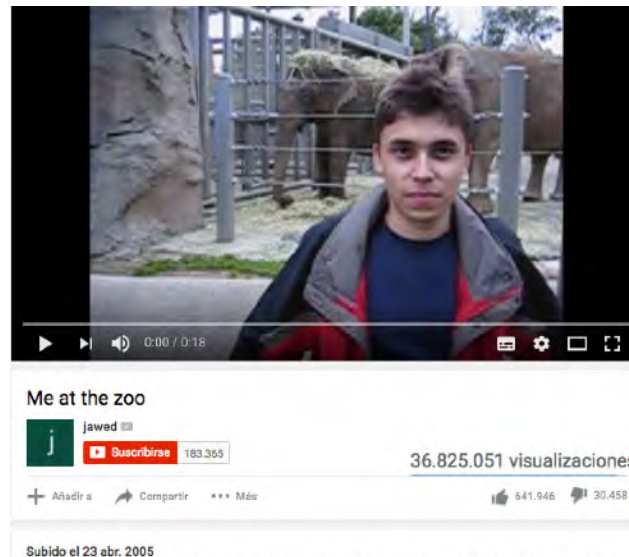 0:00 / 0:18
Me at the zoo
j
jawed
Suscribirse 183.365
36.825.051 visualizaciones
Añadir a Compartir Más
641.946 30.458
Subido el 23 abr. 2005